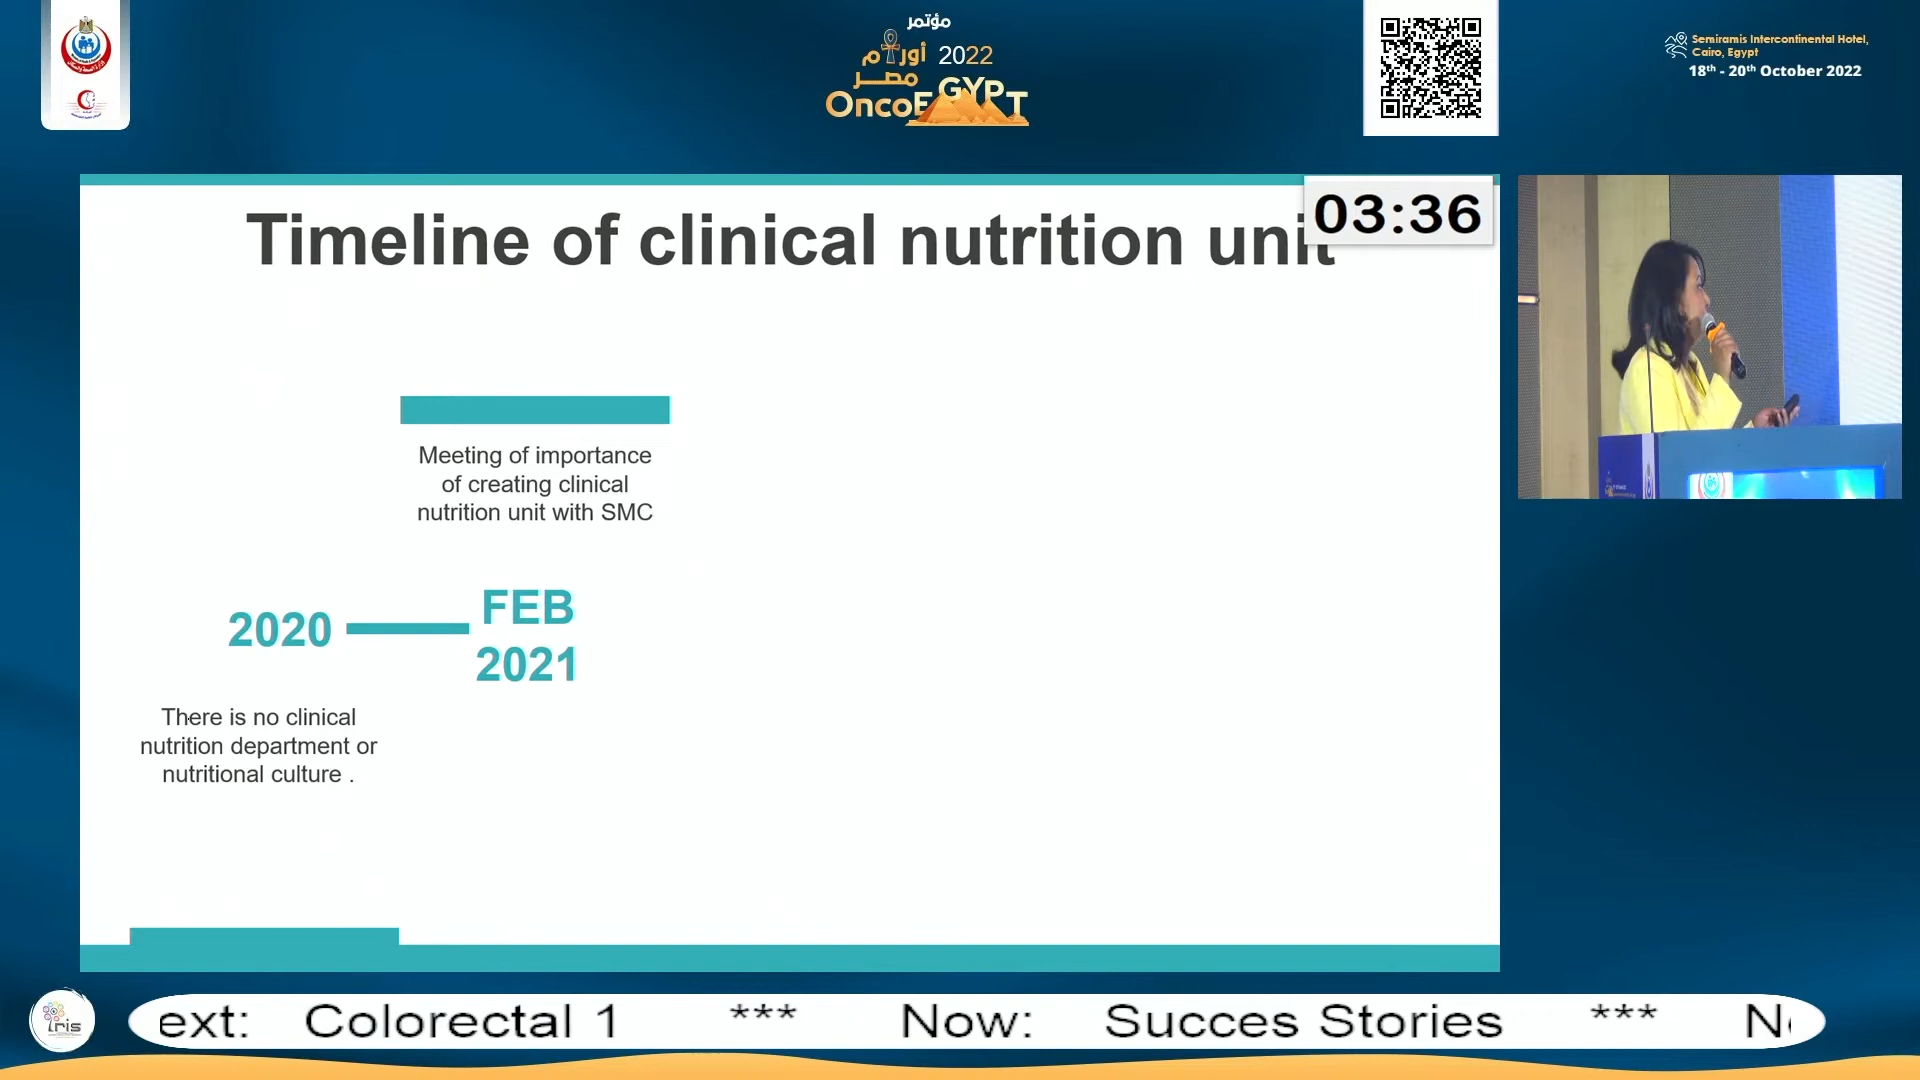 مؤتمر
أورام 2022
مصر
OncoEGYPT
Semiramis Intercontinental Hotel,
Cairo, Egypt
18th - 20th October 2022
03:36
Timeline of clinical nutrition unit
Meeting of importance
of creating clinical
nutrition unit with SMC
2020
FEB
2021
There is no clinical
nutrition department or
nutritional culture .
iris
ext: Colorectal 1 *** Now: Succes Stories *** N